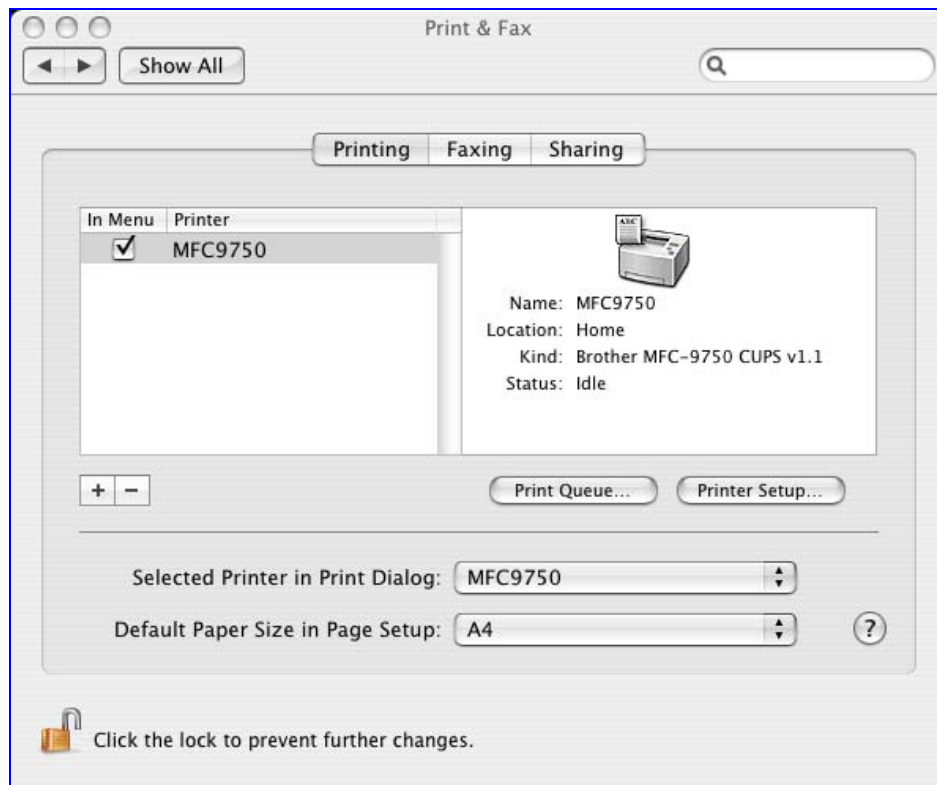 Print & Fax
Show All
Printing Faxing Sharing
In Menu Printer
MFC9750
ABC
Name: MFC9750
Location: Home
Kind: Brother MFC-9750 CUPS v1.1
Status: Idle
+ −
Print Queue... Printer Setup...
Selected Printer in Print Dialog: MFC9750
Default Paper Size in Page Setup: A4
?
Click the lock to prevent further changes.